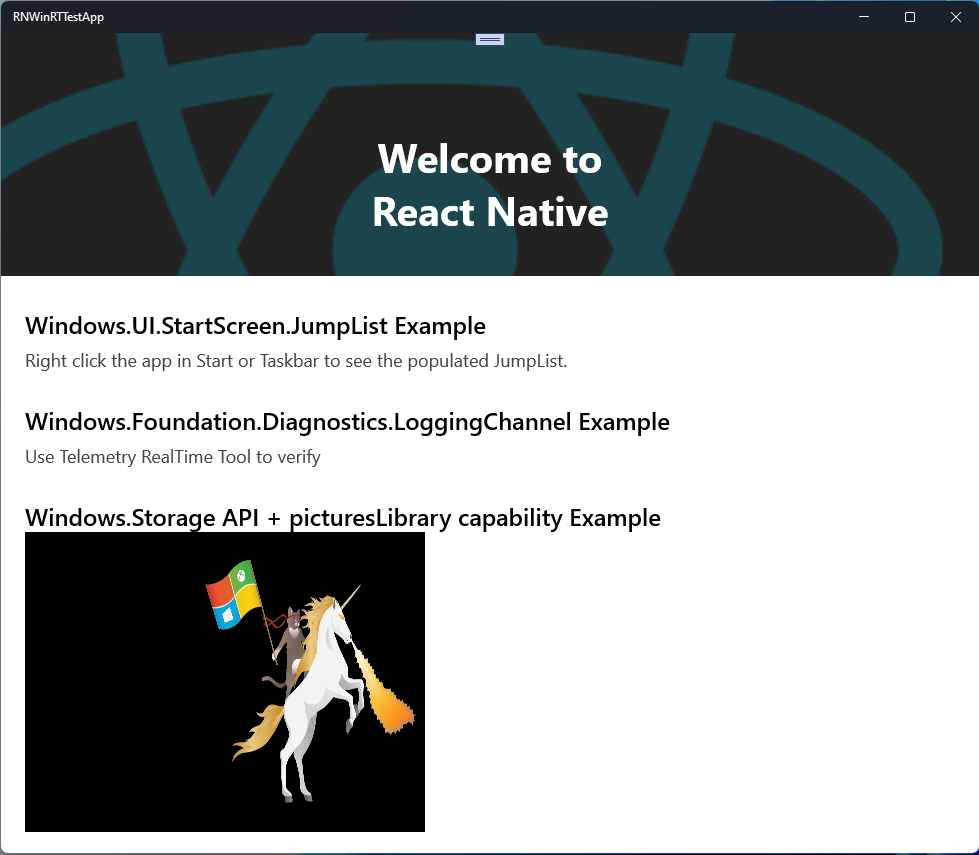 RNWinRTTestApp
Welcome to
React Native
Windows.UI.StartScreen.JumpList Example
Right click the app in Start or Taskbar to see the populated JumpList.
Windows.Foundation.Diagnostics.LoggingChannel Example
Use Telemetry RealTime Tool to verify
Windows.Storage API + picturesLibrary capability Example